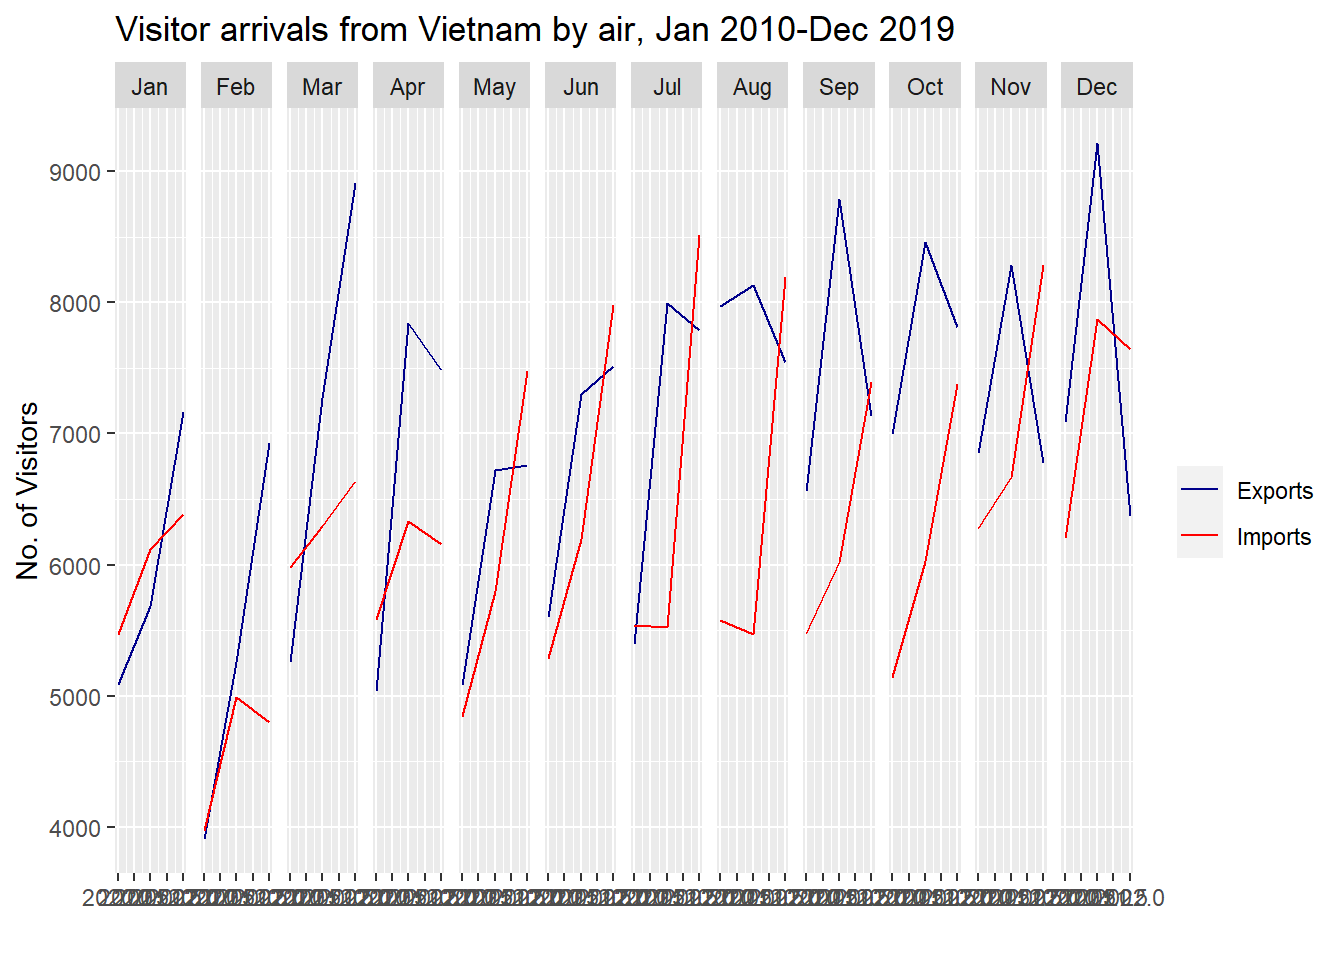 Visitor arrivals from Vietnam by air, Jan 2010-Dec 2019
Jan Feb Mar Apr May Jun Jul Aug Sep Oct Nov Dec
9000
8000
7000
6000
5000
4000
No. of Visitors
Exports
Imports